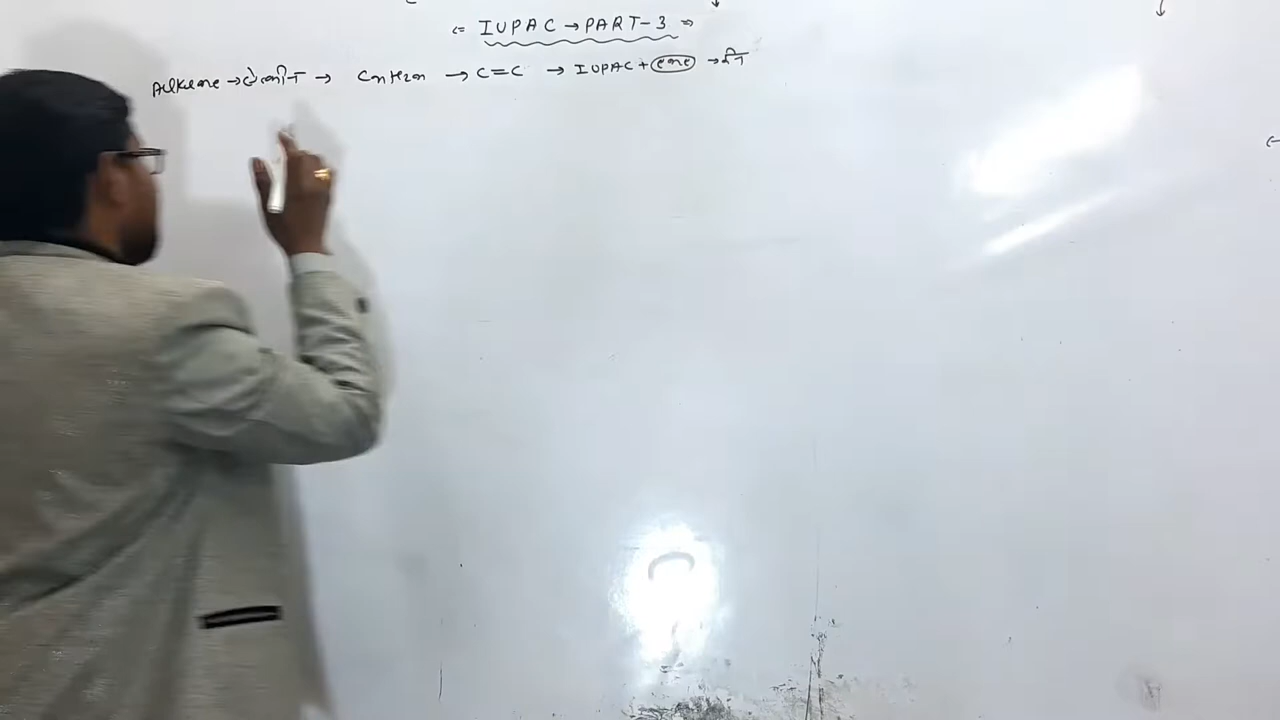 ⇐ IUPAC → PART-3 ⇒
Alkene → → CnH2n → C=C → IUPAC + ene →